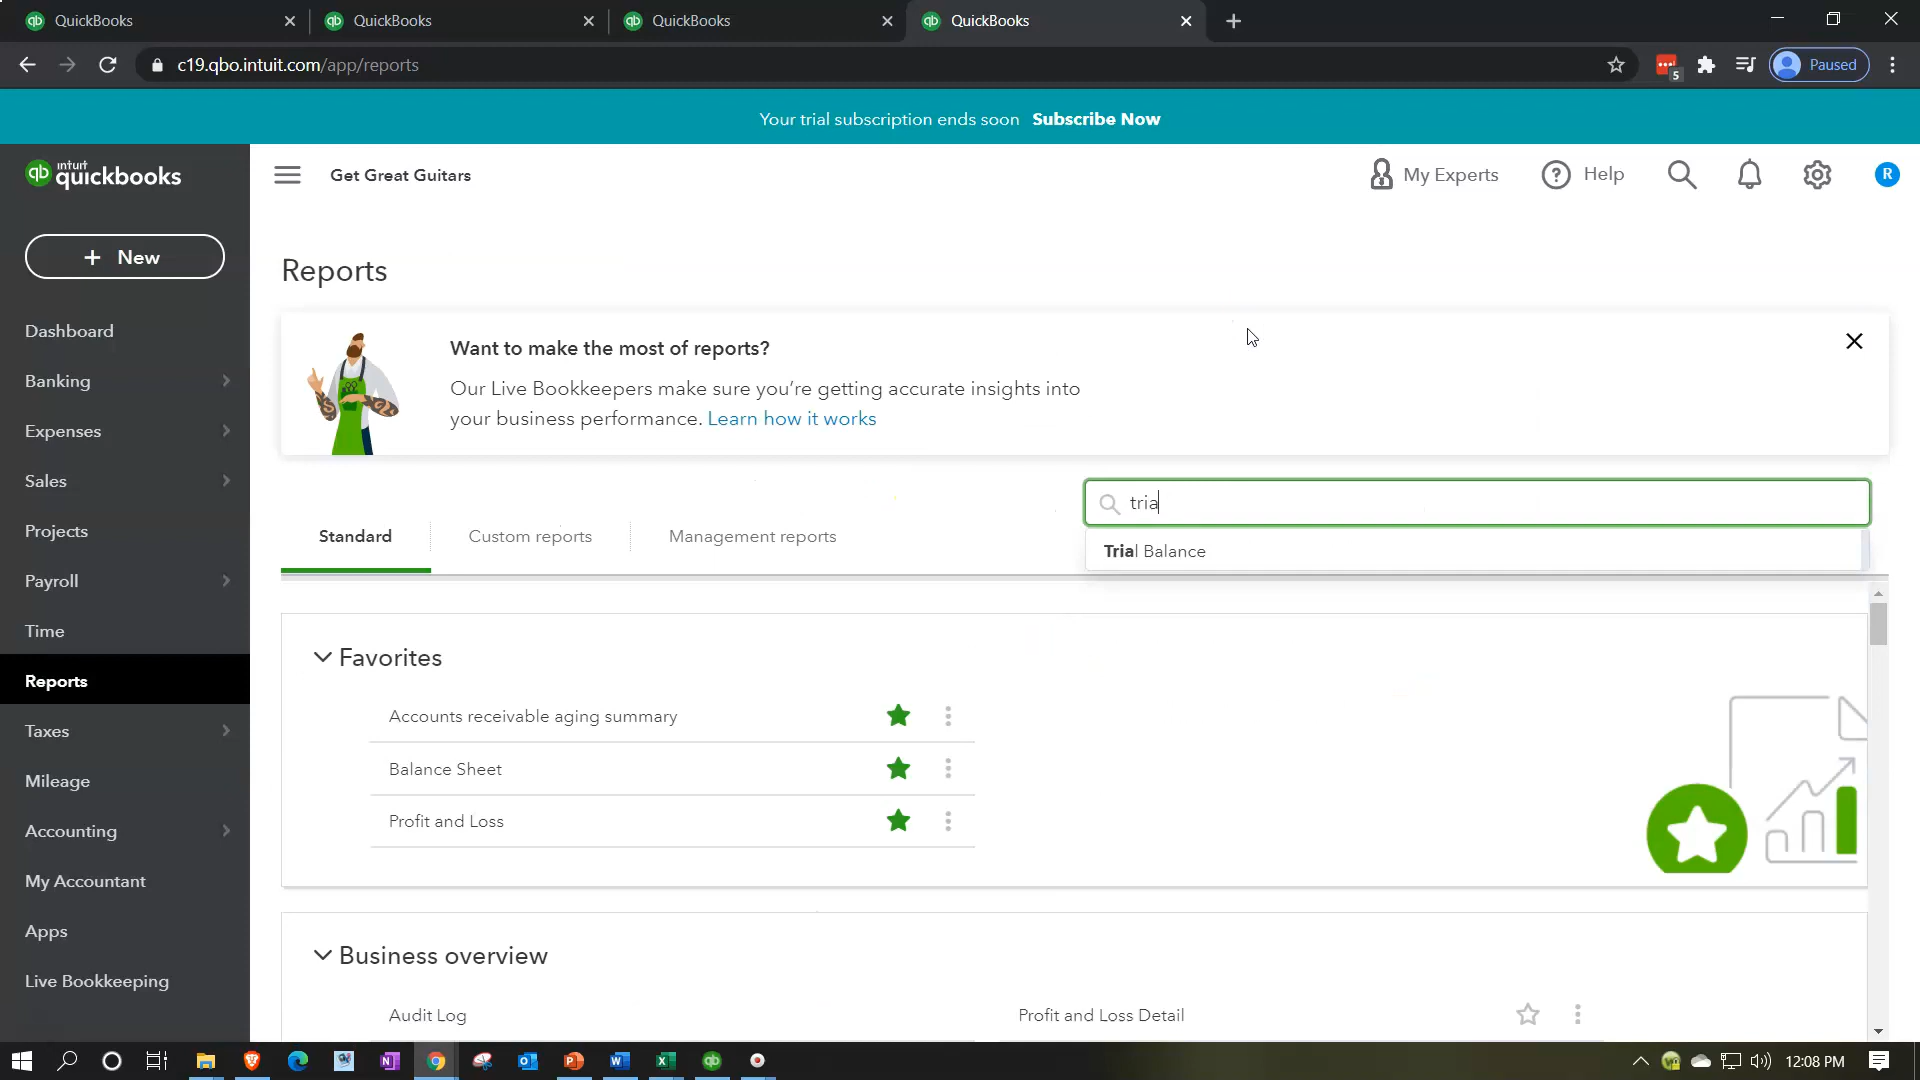 QuickBooks
QuickBooks
QuickBooks
QuickBooks
c19.qbo.intuit.com/app/reports
5
Paused
Your trial subscription ends soon Subscribe Now
qb intuit quickbooks
Get Great Guitars
My Experts
Help
R
+ New
Dashboard
Banking
Expenses
Sales
Projects
Payroll
Time
Reports
Taxes
Mileage
Accounting
My Accountant
Apps
Live Bookkeeping
Reports
Want to make the most of reports?
Our Live Bookkeepers make sure you’re getting accurate insights into
your business performance. Learn how it works
tria
Trial Balance
Standard
Custom reports
Management reports
Favorites
Accounts receivable aging summary
Balance Sheet
Profit and Loss
Business overview
Audit Log
Profit and Loss Detail
12:08 PM